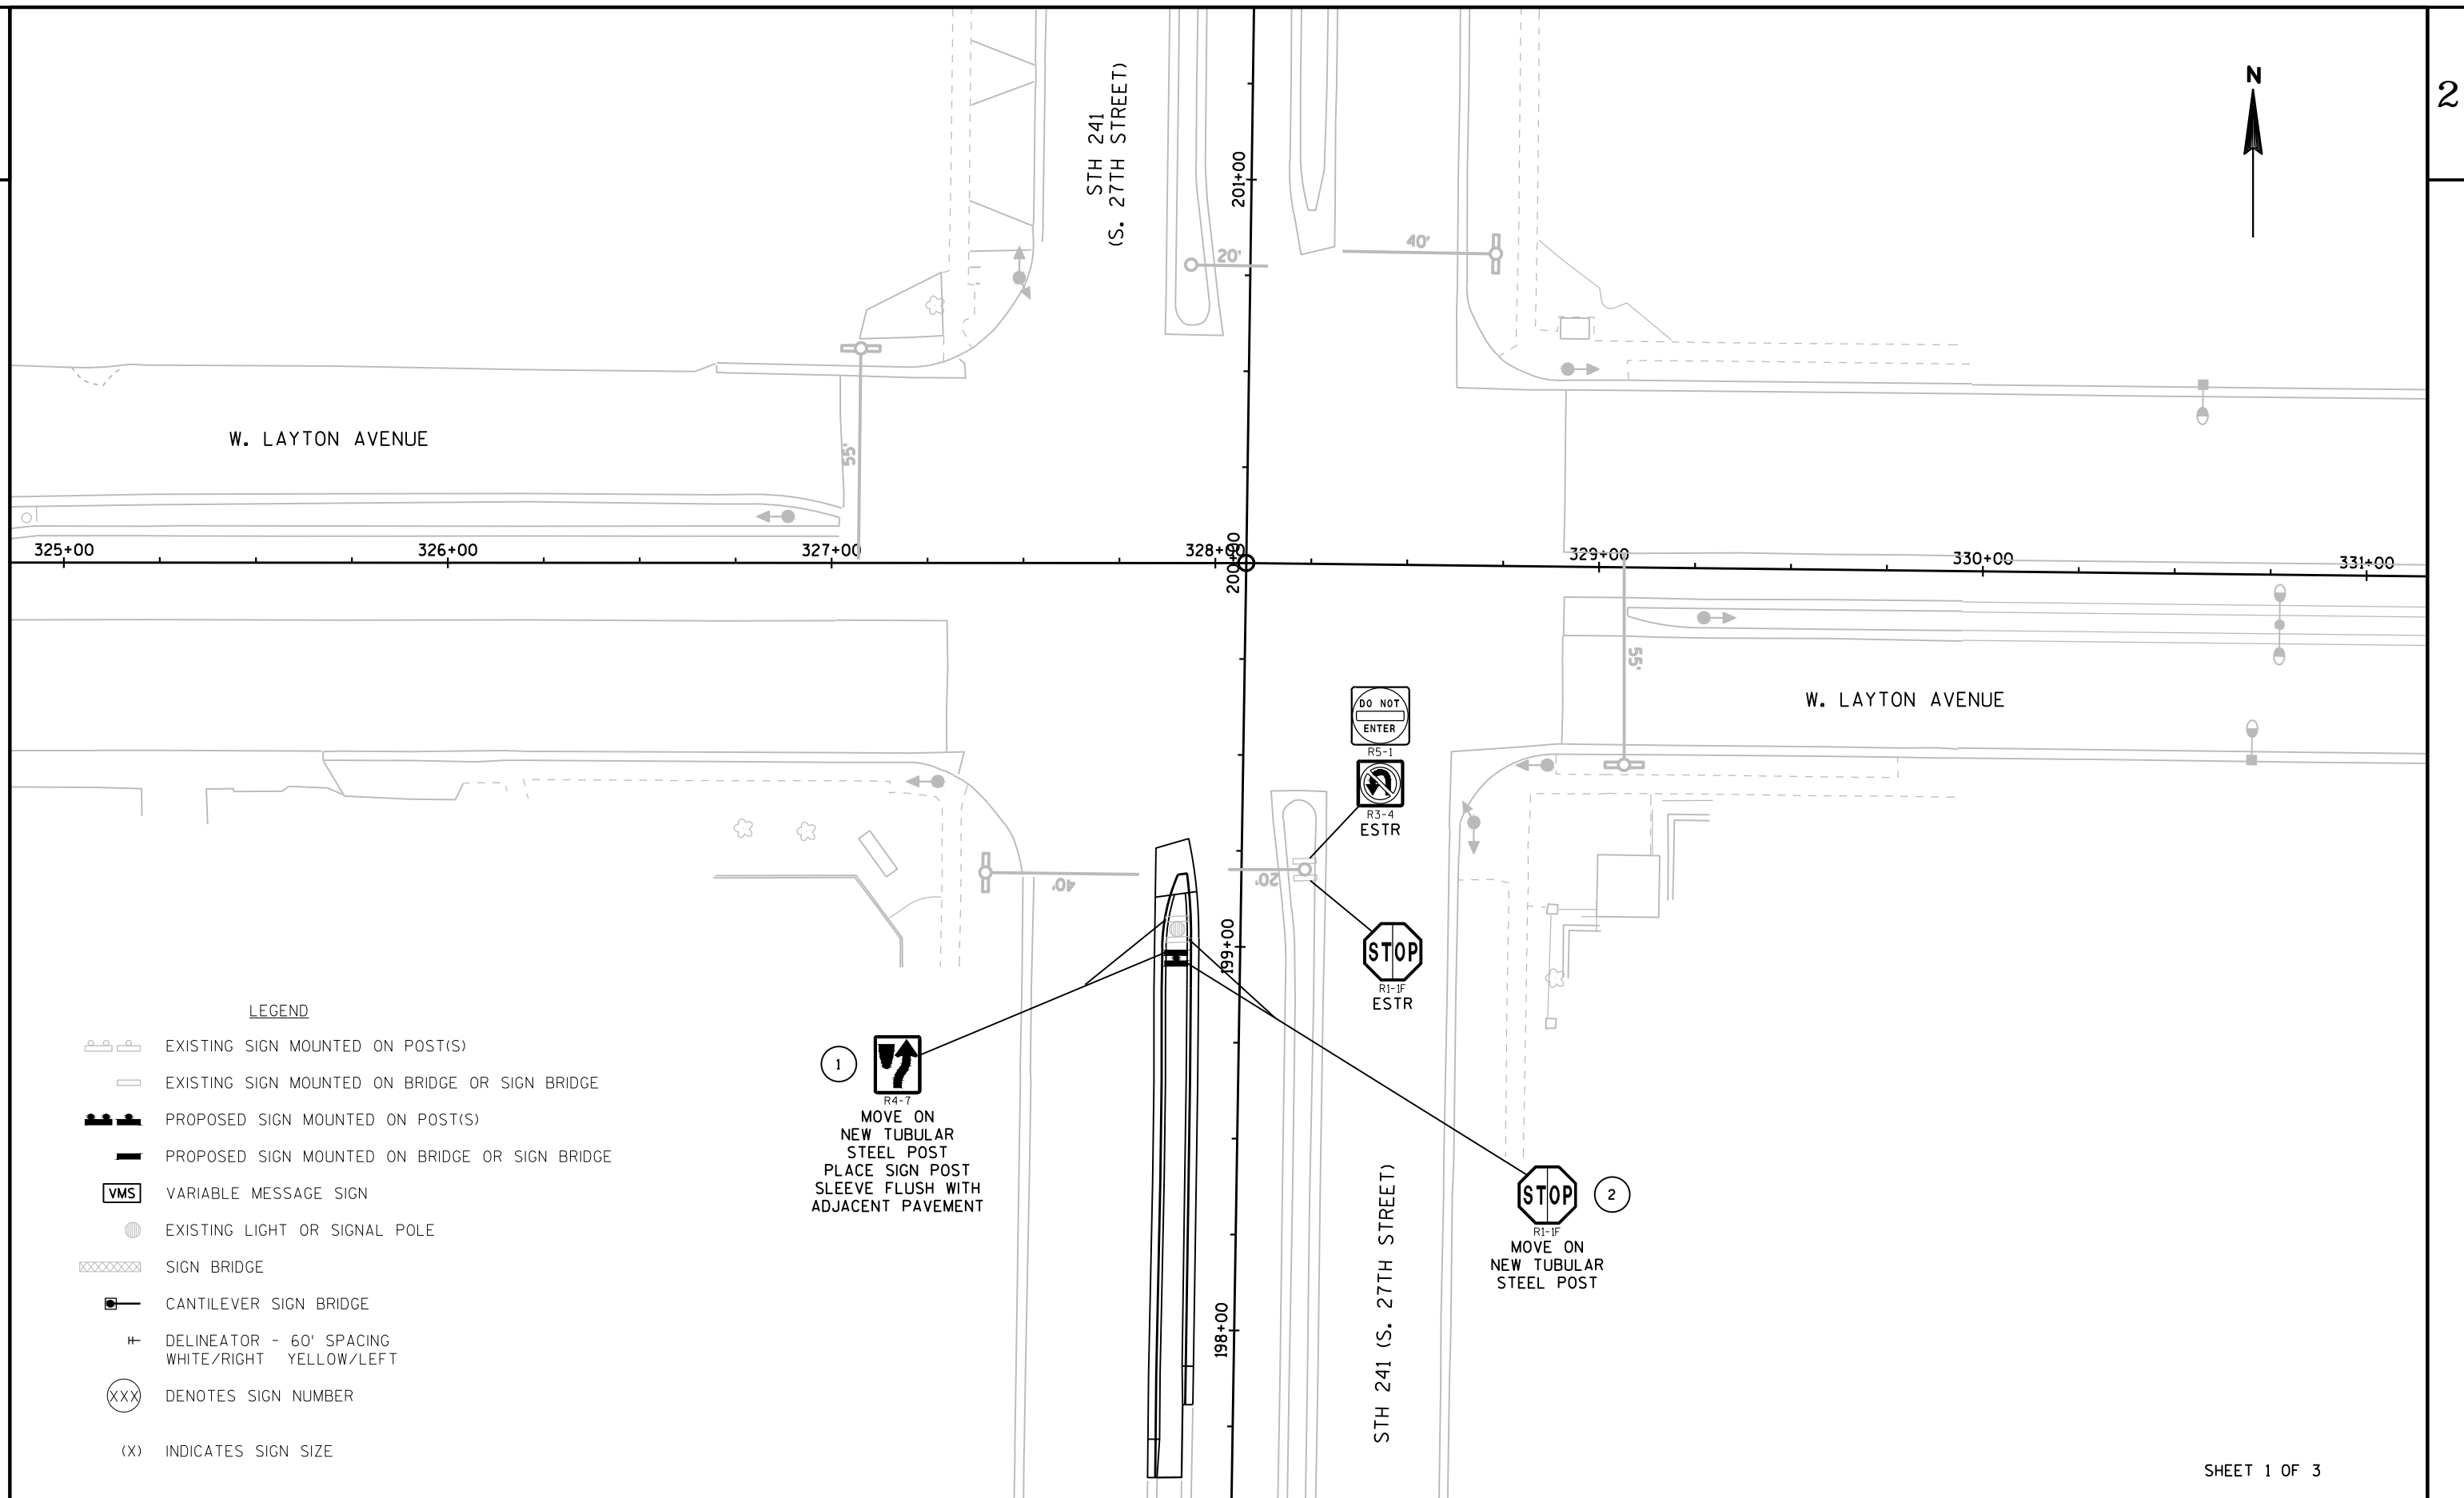 N
2
STH 241
(S. 27TH STREET)
201+00
20'
40'
55'
W. LAYTON AVENUE
325+00
326+00
327+00
328+00
200+00
329+00
330+00
331+00
55'
W. LAYTON AVENUE
DO NOT
ENTER
R5-1
R3-4
ESTR
40'
20'
199+00
STOP
R1-1F
ESTR
LEGEND
EXISTING SIGN MOUNTED ON POST(S)
EXISTING SIGN MOUNTED ON BRIDGE OR SIGN BRIDGE
PROPOSED SIGN MOUNTED ON POST(S)
PROPOSED SIGN MOUNTED ON BRIDGE OR SIGN BRIDGE
VMS VARIABLE MESSAGE SIGN
EXISTING LIGHT OR SIGNAL POLE
SIGN BRIDGE
CANTILEVER SIGN BRIDGE
DELINEATOR - 60' SPACING
WHITE/RIGHT YELLOW/LEFT
XXX DENOTES SIGN NUMBER
(X) INDICATES SIGN SIZE
1
R4-7
MOVE ON
NEW TUBULAR
STEEL POST
PLACE SIGN POST
SLEEVE FLUSH WITH
ADJACENT PAVEMENT
198+00
STH 241 (S. 27TH STREET)
STOP
2
R1-1F
MOVE ON
NEW TUBULAR
STEEL POST
SHEET 1 OF 3